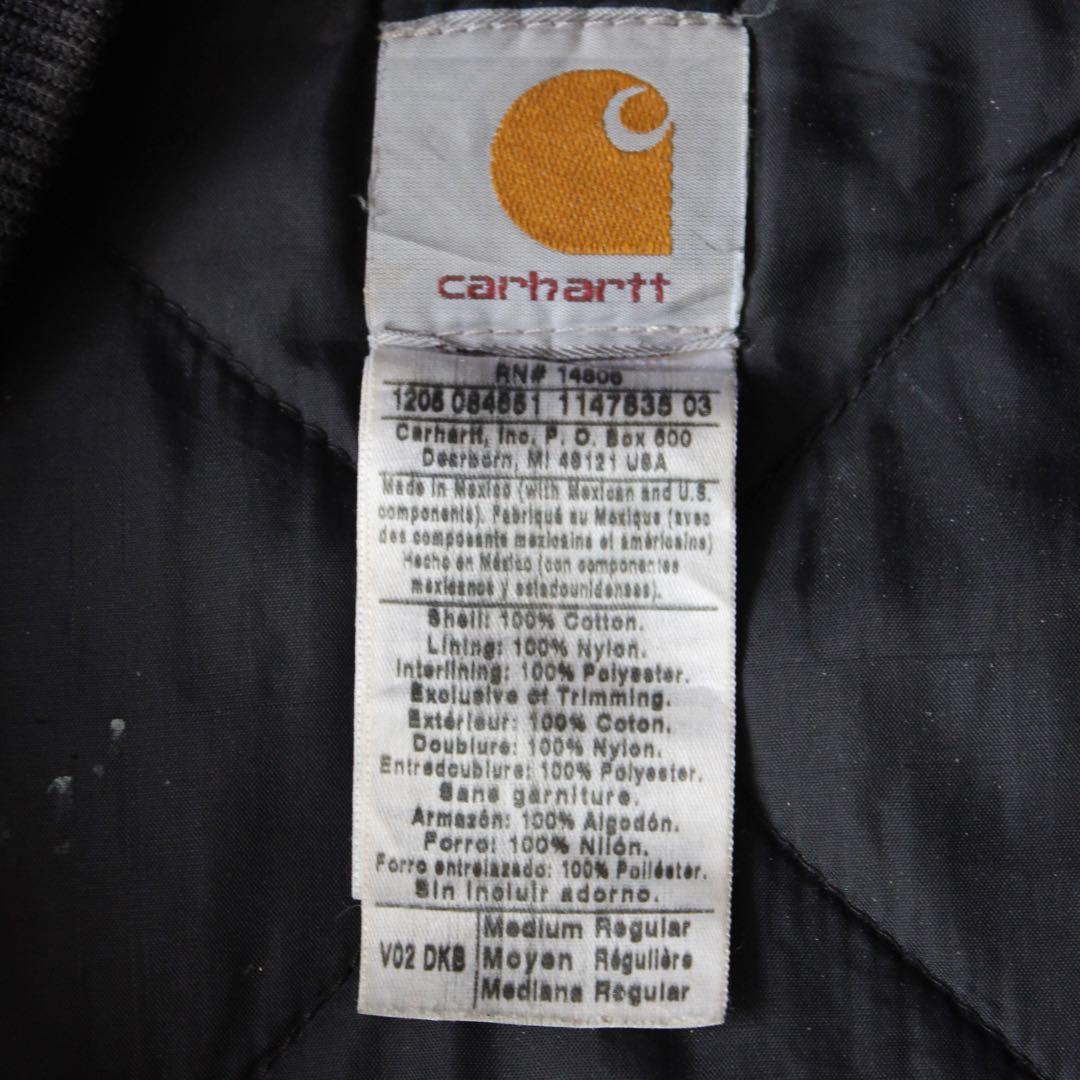 carhartt
RN# 14806
1205 084551 1147535 03
Carhartt, Inc. P. O. Box 600
Dearborn, MI 48121 USA
Made in Mexico (with Mexican and U.S.
components). Fabriqué au Mexique (avec
des composants mexicains et américains)
Hecho en México (con componentes
mexicanos y estadounidenses).
Shell: 100% Cotton.
Lining: 100% Nylon.
Interlining: 100% Polyester.
Exclusive of Trimming.
Extérieur: 100% Coton.
Doublure: 100% Nylon.
Entredoublure: 100% Polyester.
Sans garniture.
Armazón: 100% Algodón.
Forro: 100% Nilón.
Forro entrelazado: 100% Poliéster.
Sin incluir adorno.
V02 DKB
Medium Regular
Moyen Régulière
Mediana Regular